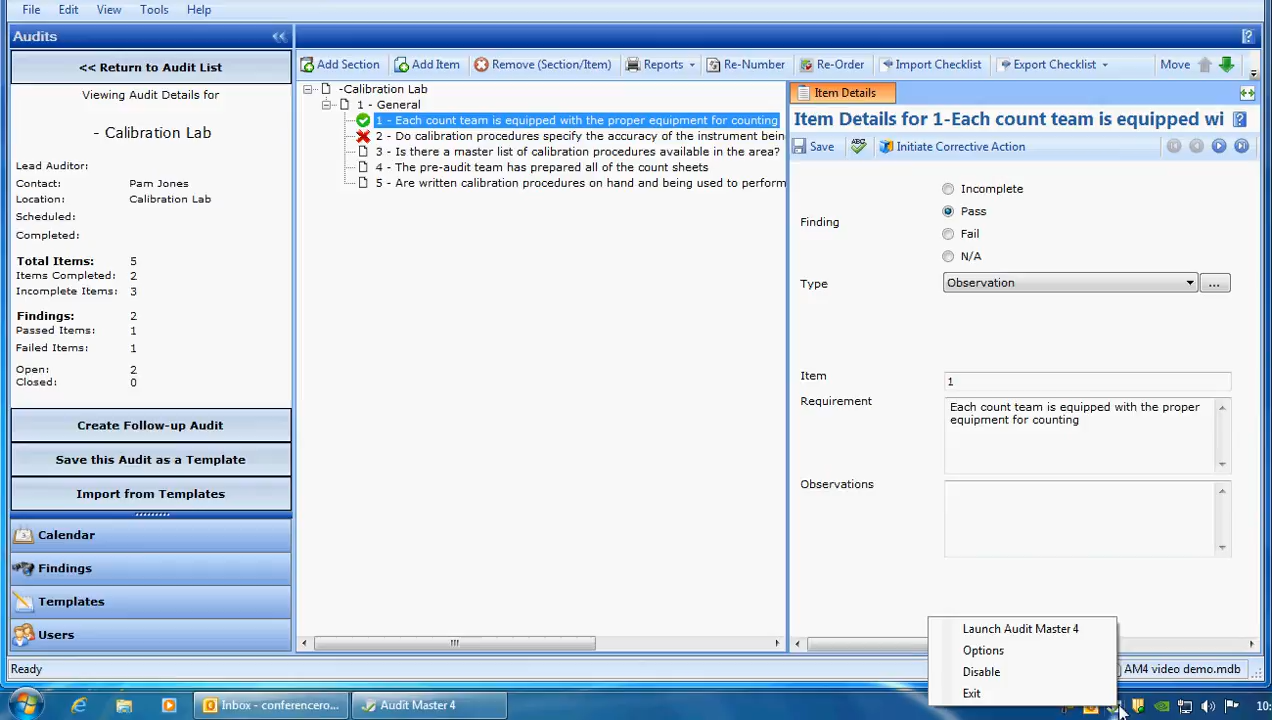 File Edit View Tools Help
Audits
<< Return to Audit List
Viewing Audit Details for
- Calibration Lab
Lead Auditor:
Contact: Pam Jones
Location: Calibration Lab
Scheduled:
Completed:
Total Items: 5
Items Completed: 2
Incomplete Items: 3
Findings: 2
Passed Items: 1
Failed Items: 1
Open: 2
Closed: 0
Create Follow-up Audit
Save this Audit as a Template
Import from Templates
Calendar
Findings
Templates
Users
Ready
Add Section Add Item Remove (Section/Item) Reports Re-Number Re-Order Import Checklist Export Checklist Move
-Calibration Lab
1 - General
1 - Each count team is equipped with the proper equipment for counting
2 - Do calibration procedures specify the accuracy of the instrument bein
3 - Is there a master list of calibration procedures available in the area?
4 - The pre-audit team has prepared all of the count sheets
5 - Are written calibration procedures on hand and being used to perform
Item Details
Item Details for 1-Each count team is equipped wi
Save Initiate Corrective Action
Finding
Incomplete
Pass
Fail
N/A
Type Observation ...
Item 1
Requirement Each count team is equipped with the proper
equipment for counting
Observations
Launch Audit Master 4
Options
Disable
Exit
AM4 video demo.mdb
Inbox - conferencero... Audit Master 4 10: